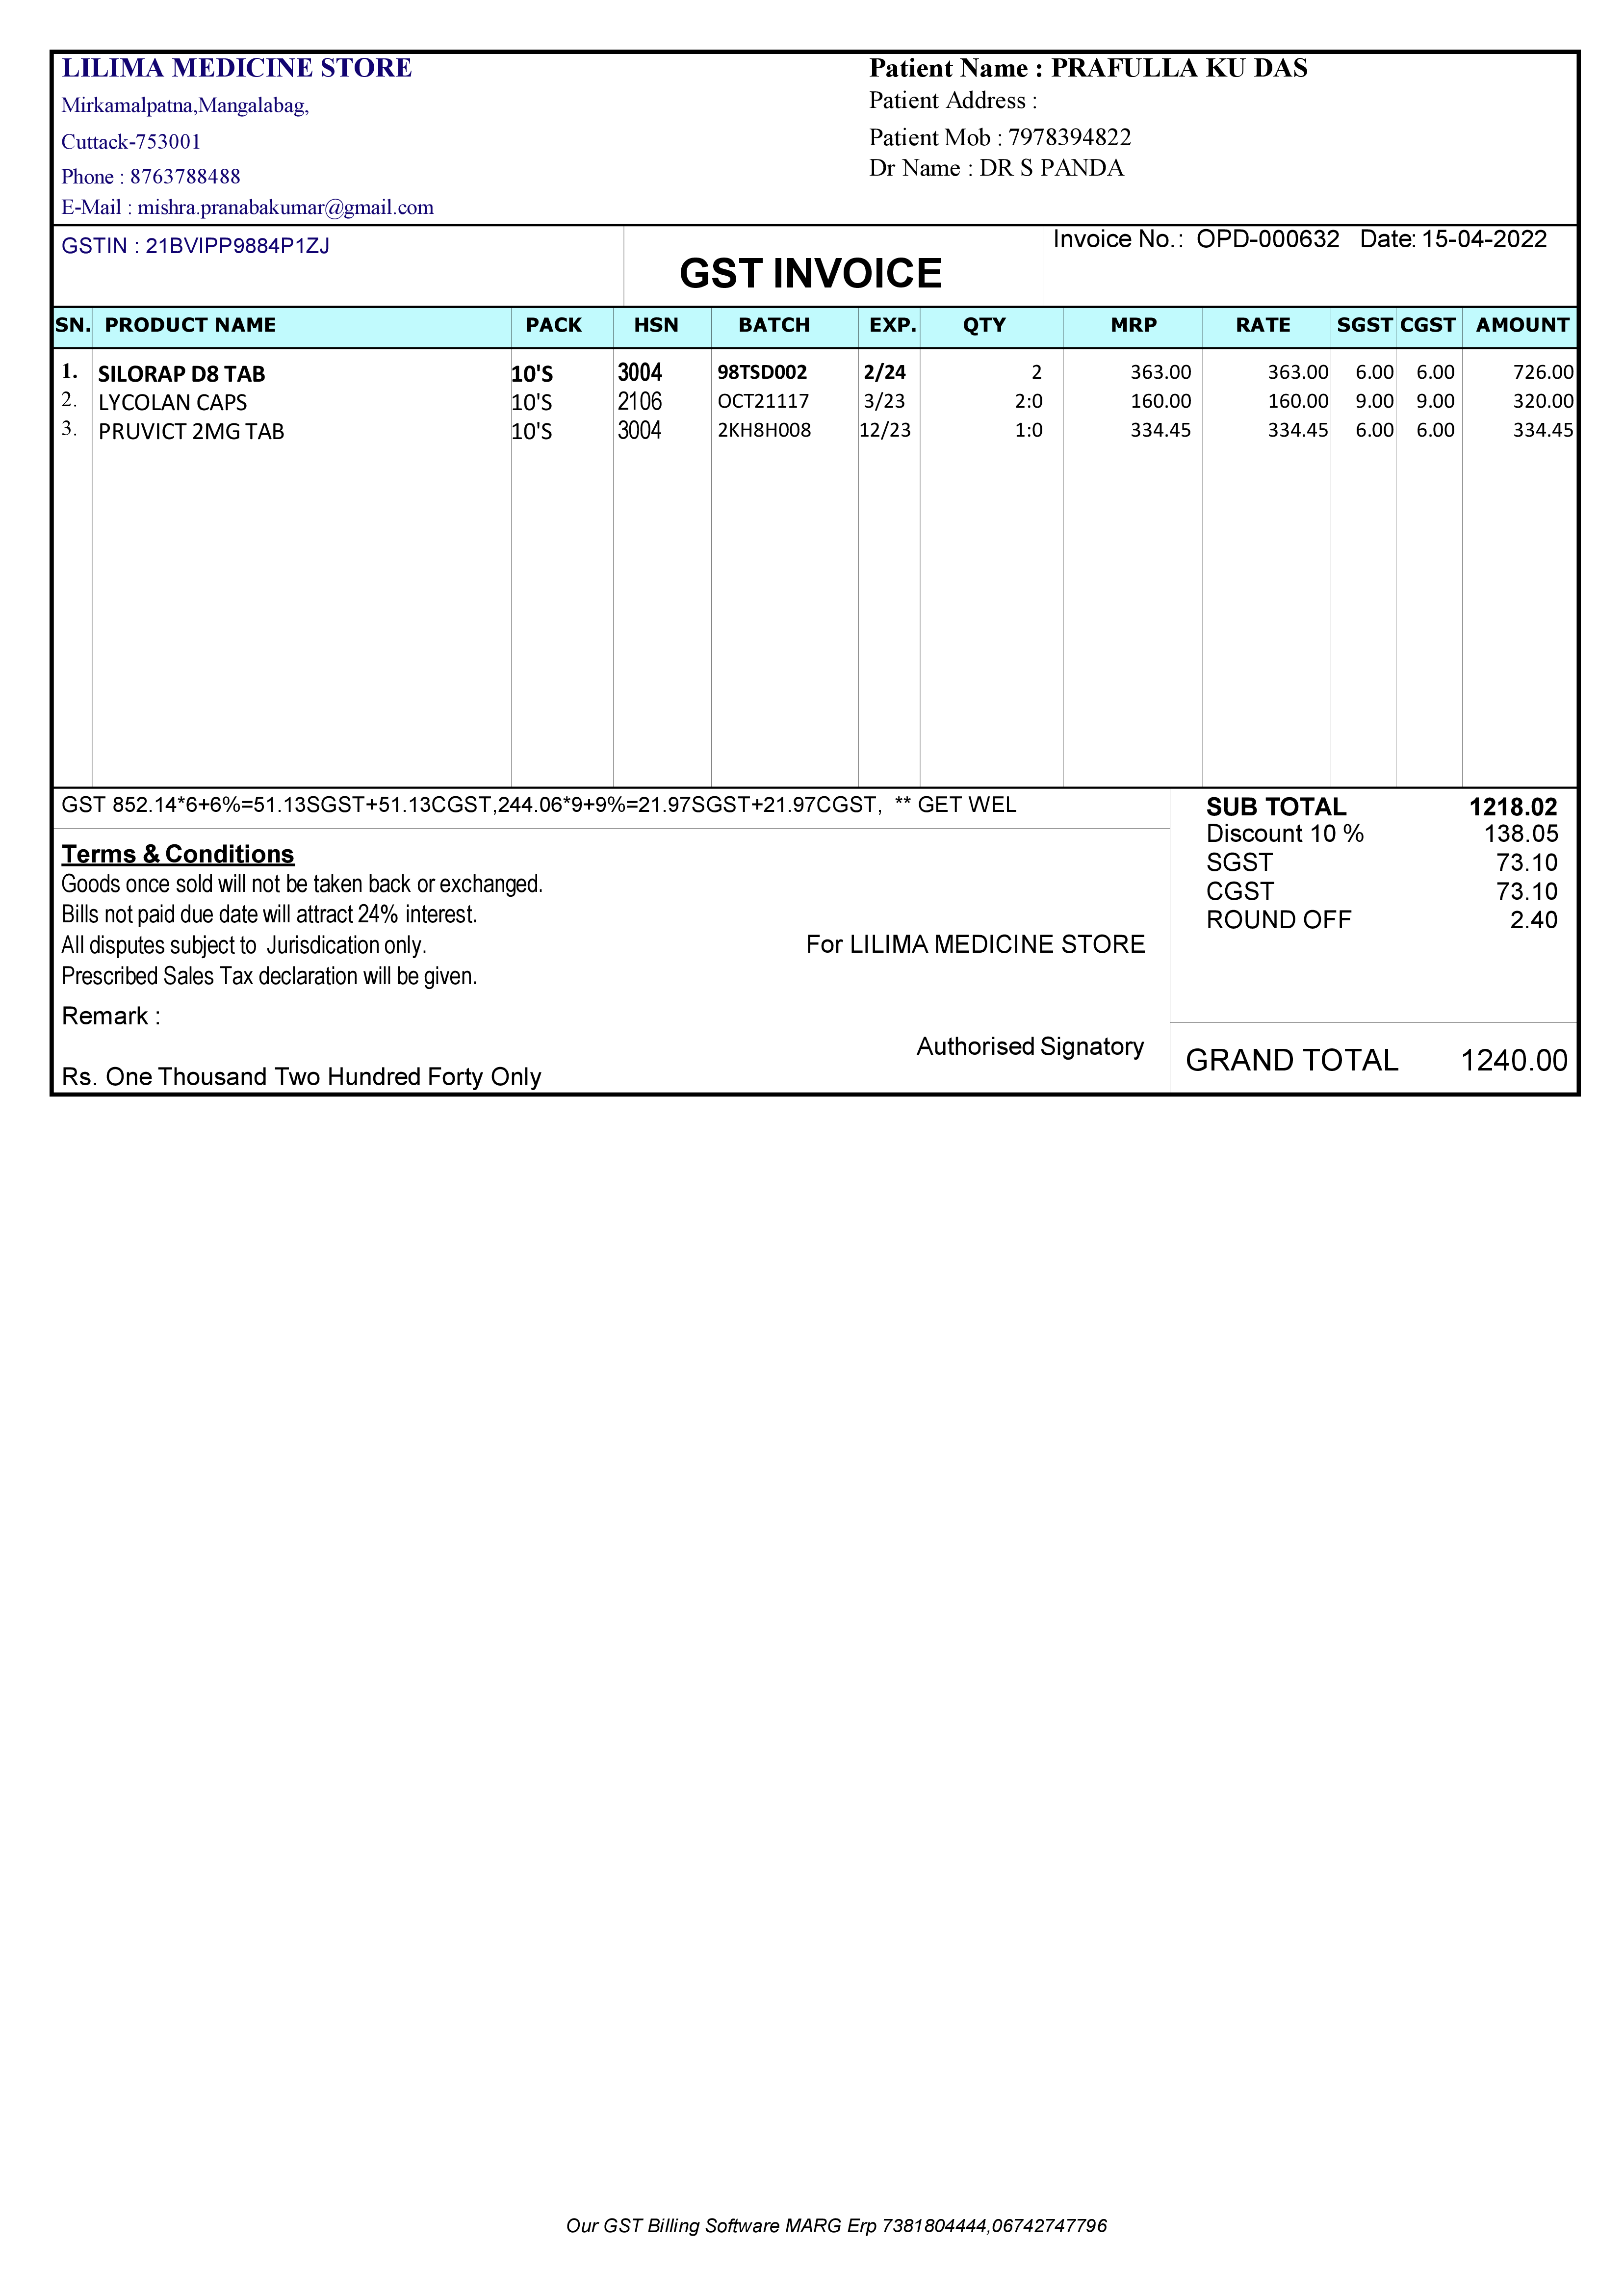 LILIMA MEDICINE STORE
Mirkamalpatna,Mangalabag,
Cuttack-753001
Phone : 8763788488
E-Mail : mishra.pranabakumar@gmail.com
Patient Name : PRAFULLA KU DAS
Patient Address :
Patient Mob : 7978394822
Dr Name : DR S PANDA
GSTIN : 21BVIPP9884P1ZJ
GST INVOICE
Invoice No.: OPD-000632 Date: 15-04-2022
SN. PRODUCT NAME PACK HSN BATCH EXP. QTY MRP RATE SGST CGST AMOUNT
1. SILORAP D8 TAB 10'S 3004 98TSD002 2/24 2 363.00 363.00 6.00 6.00 726.00
2. LYCOLAN CAPS 10'S 2106 OCT21117 3/23 2:0 160.00 160.00 9.00 9.00 320.00
3. PRUVICT 2MG TAB 10'S 3004 2KH8H008 12/23 1:0 334.45 334.45 6.00 6.00 334.45
GST 852.14*6+6%=51.13SGST+51.13CGST,244.06*9+9%=21.97SGST+21.97CGST, ** GET WEL
Terms & Conditions
Goods once sold will not be taken back or exchanged.
Bills not paid due date will attract 24% interest.
All disputes subject to Jurisdication only.
Prescribed Sales Tax declaration will be given.
Remark :
Rs. One Thousand Two Hundred Forty Only
For LILIMA MEDICINE STORE
Authorised Signatory
SUB TOTAL 1218.02
Discount 10 % 138.05
SGST 73.10
CGST 73.10
ROUND OFF 2.40
GRAND TOTAL 1240.00
Our GST Billing Software MARG Erp 7381804444,06742747796